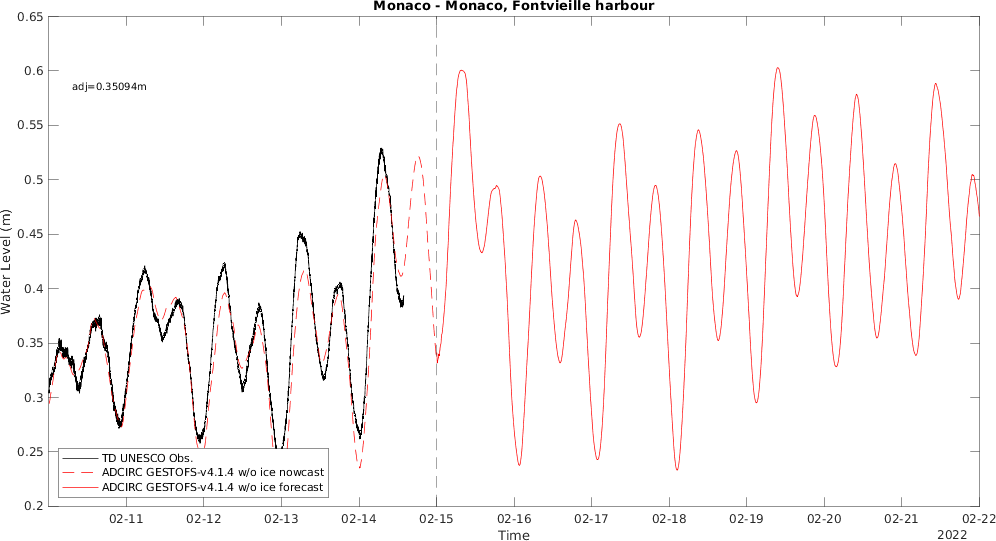 Monaco - Monaco, Fontvieille harbour
0.65
0.6
adj=0.35094m
0.55
0.5
0.45
0.4
0.35
0.3
0.25
0.2
Water Level (m)
TD UNESCO Obs.
ADCIRC GESTOFS-v4.1.4 w/o ice nowcast
ADCIRC GESTOFS-v4.1.4 w/o ice forecast
02-11 02-12 02-13 02-14 02-15 02-16 02-17 02-18 02-19 02-20 02-21 02-22
Time
2022